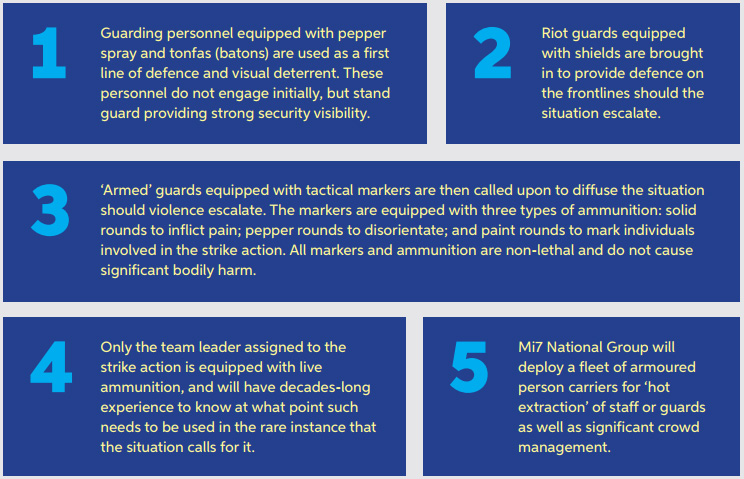 1
Guarding personnel equipped with pepper
spray and tonfas (batons) are used as a first
line of defence and visual deterrent. These
personnel do not engage initially, but stand
guard providing strong security visibility.
2
Riot guards equipped
with shields are brought
in to provide defence on
the frontlines should the
situation escalate.
3
‘Armed’ guards equipped with tactical markers are then called upon to diffuse the situation
should violence escalate. The markers are equipped with three types of ammunition: solid
rounds to inflict pain; pepper rounds to disorientate; and paint rounds to mark individuals
involved in the strike action. All markers and ammunition are non-lethal and do not cause
significant bodily harm.
4
Only the team leader assigned to the
strike action is equipped with live
ammunition, and will have decades-long
experience to know at what point such
needs to be used in the rare instance that
the situation calls for it.
5
Mi7 National Group will
deploy a fleet of armoured
person carriers for ‘hot
extraction’ of staff or guards
as well as significant crowd
management.